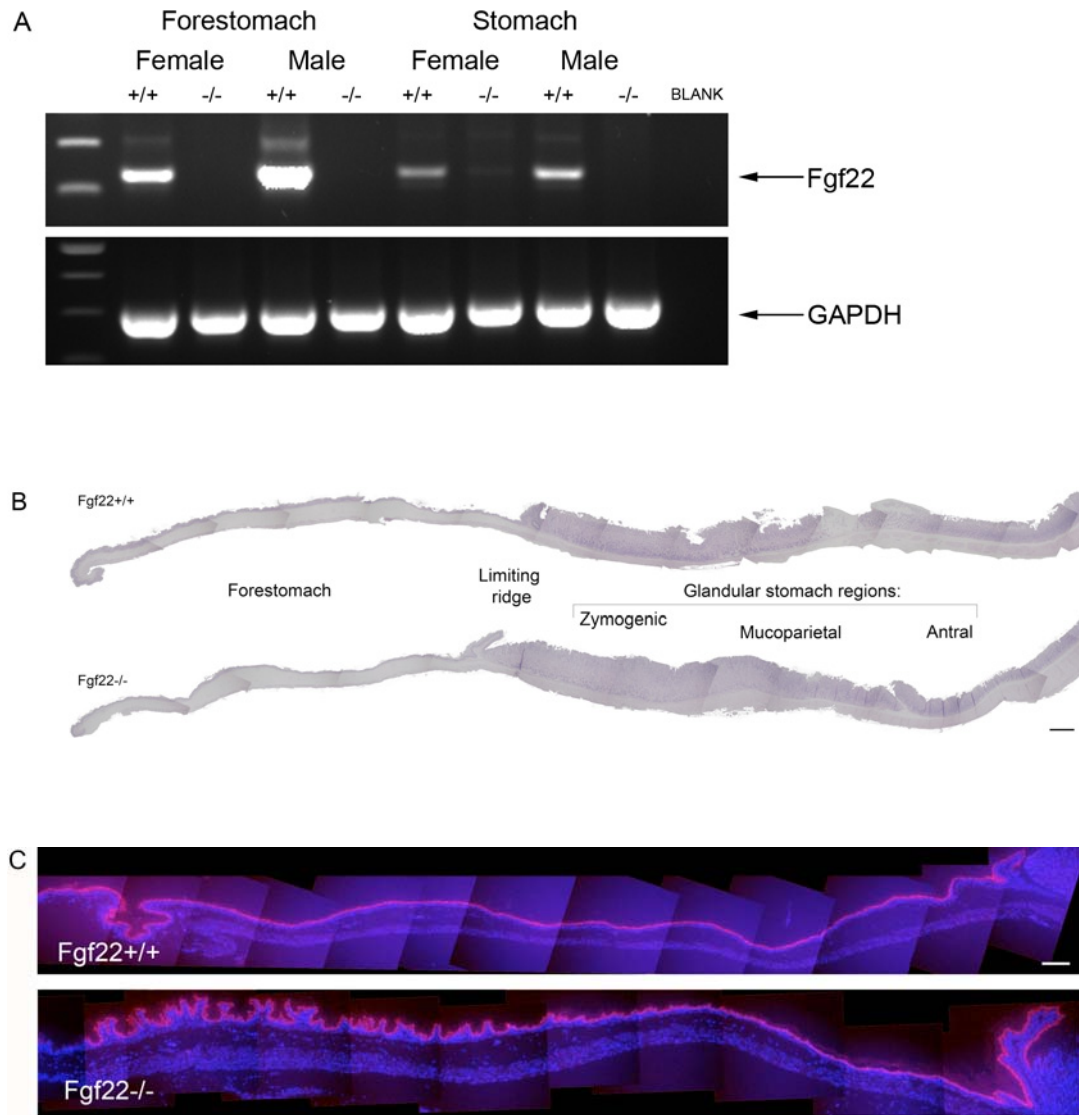 A
Forestomach Stomach
Female Male Female Male
+/+ -/- +/+ -/- +/+ -/- +/+ -/- BLANK
Fgf22
GAPDH
B
Fgf22+/+
Forestomach
Limiting
ridge
Glandular stomach regions:
Zymogenic
Mucoparietal
Antral
Fgf22-/-
C
Fgf22+/+
Fgf22-/-